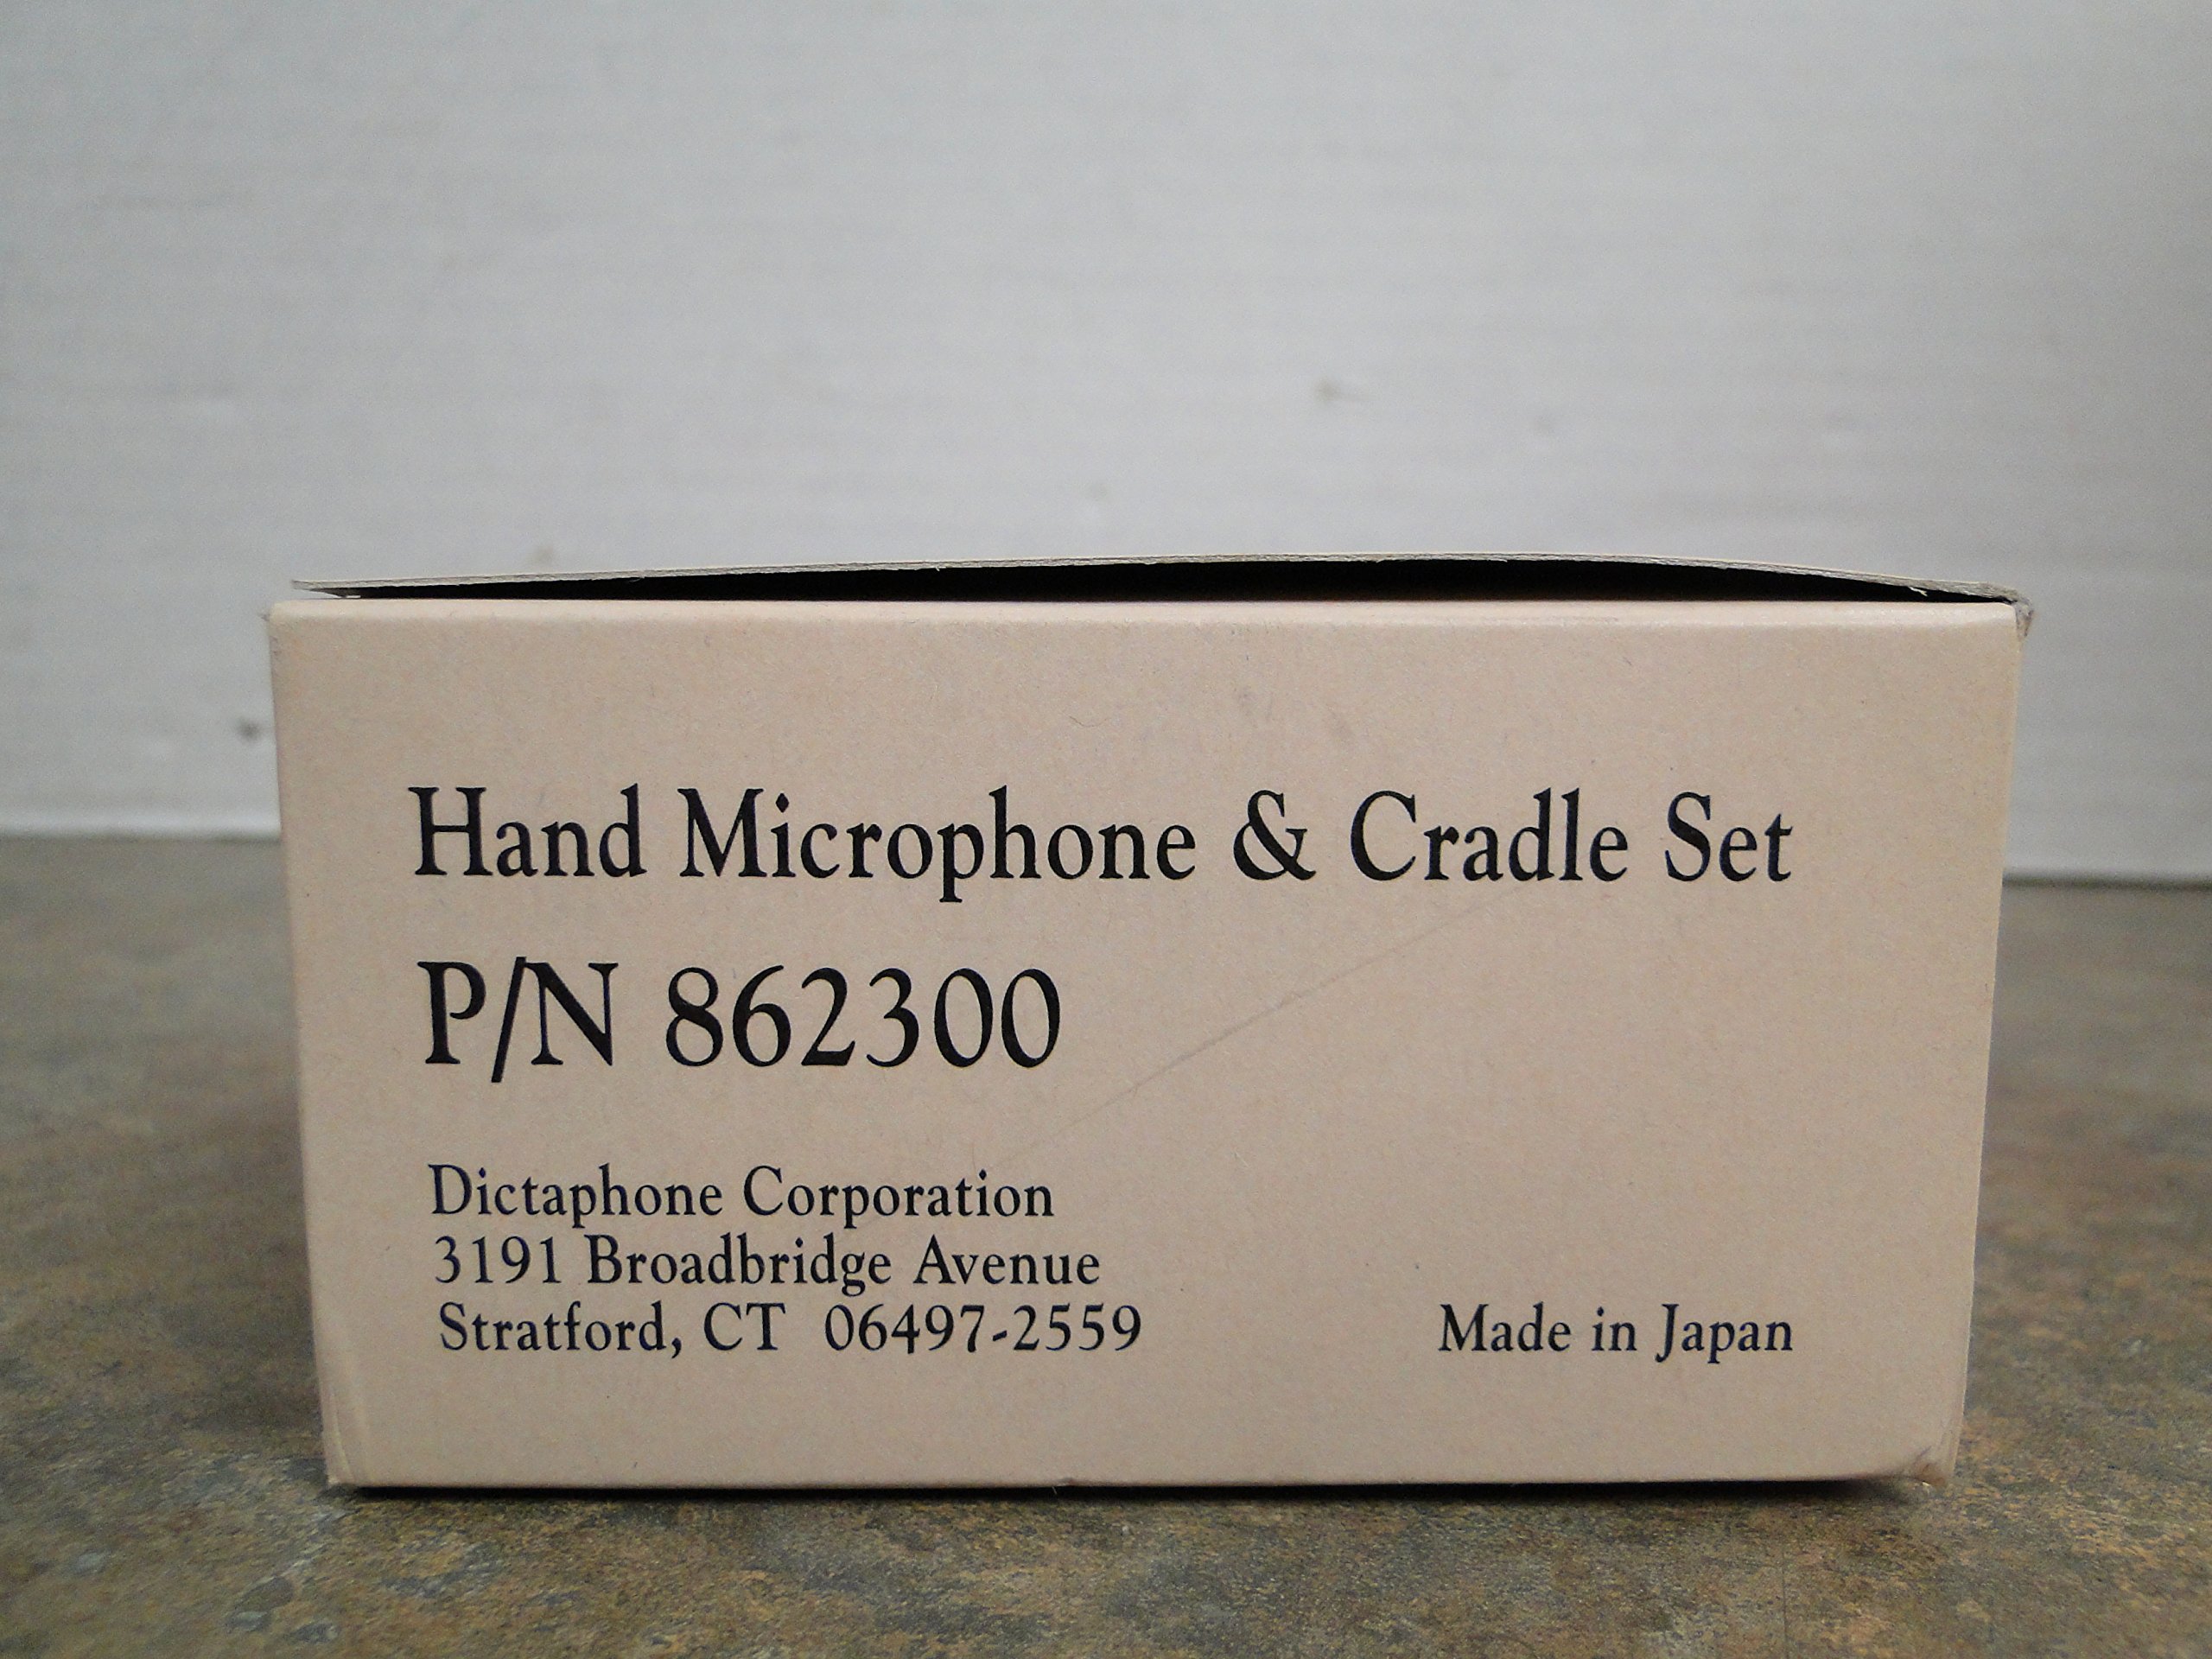 Hand Microphone & Cradle Set
P/N 862300
Dictaphone Corporation
3191 Broadbridge Avenue
Stratford, CT 06497-2559
Made in Japan